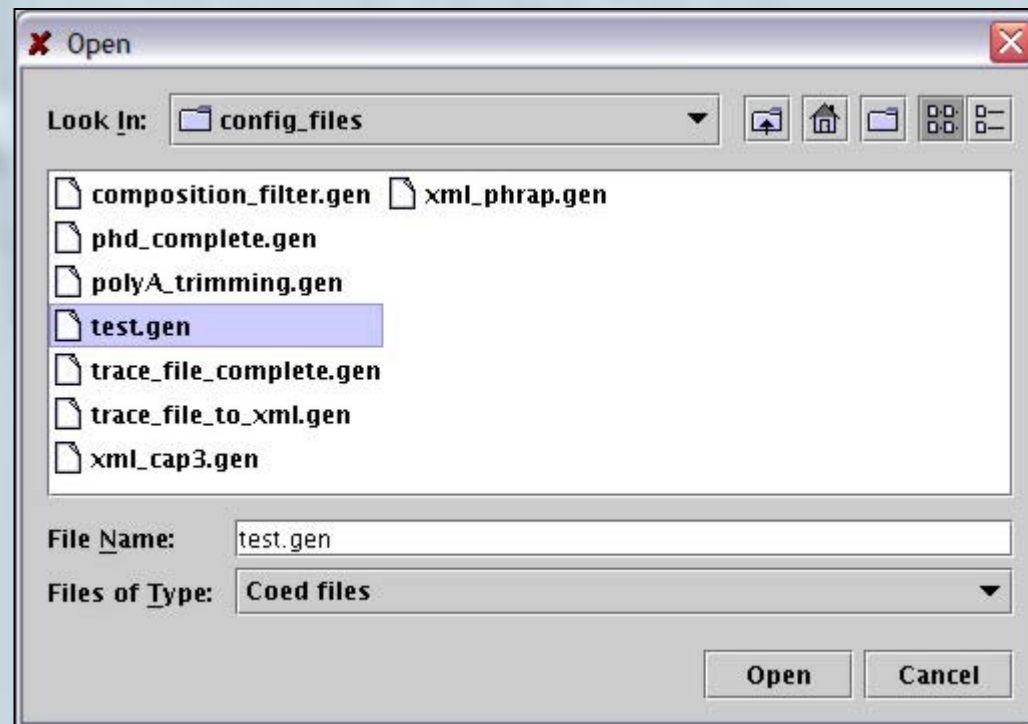 Open
Look In: config_files
composition_filter.gen xml_phrap.gen
phd_complete.gen
polyA_trimming.gen
test.gen
trace_file_complete.gen
trace_file_to_xml.gen
xml_cap3.gen
File Name: test.gen
Files of Type: Coed files
Open Cancel